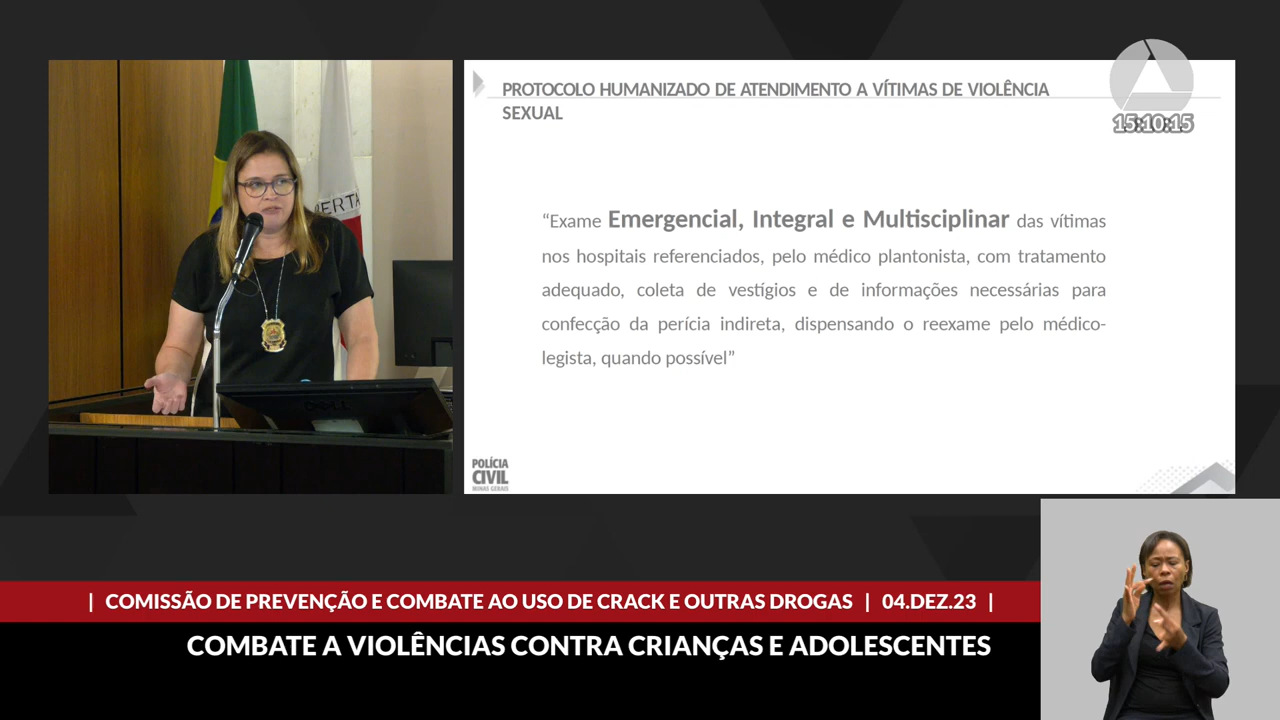 PROTOCOLO HUMANIZADO DE ATENDIMENTO A VÍTIMAS DE VIOLÊNCIA
SEXUAL
15:10:15
“Exame Emergencial, Integral e Multisciplinar das vítimas
nos hospitais referenciados, pelo médico plantonista, com tratamento
adequado, coleta de vestígios e de informações necessárias para
confecção da perícia indireta, dispensando o reexame pelo médico-
legista, quando possível”
POLÍCIA
CIVIL
MINAS GERAIS
DELL
| COMISSÃO DE PREVENÇÃO E COMBATE AO USO DE CRACK E OUTRAS DROGAS | 04.DEZ.23 |
COMBATE A VIOLÊNCIAS CONTRA CRIANÇAS E ADOLESCENTES